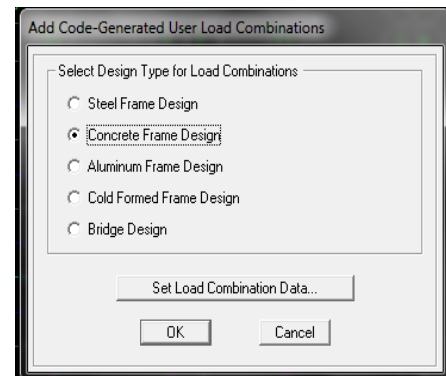 Add Code-Generated User Load Combinations
Select Design Type for Load Combinations
Steel Frame Design
Concrete Frame Design
Aluminum Frame Design
Cold Formed Frame Design
Bridge Design
Set Load Combination Data...
OK
Cancel